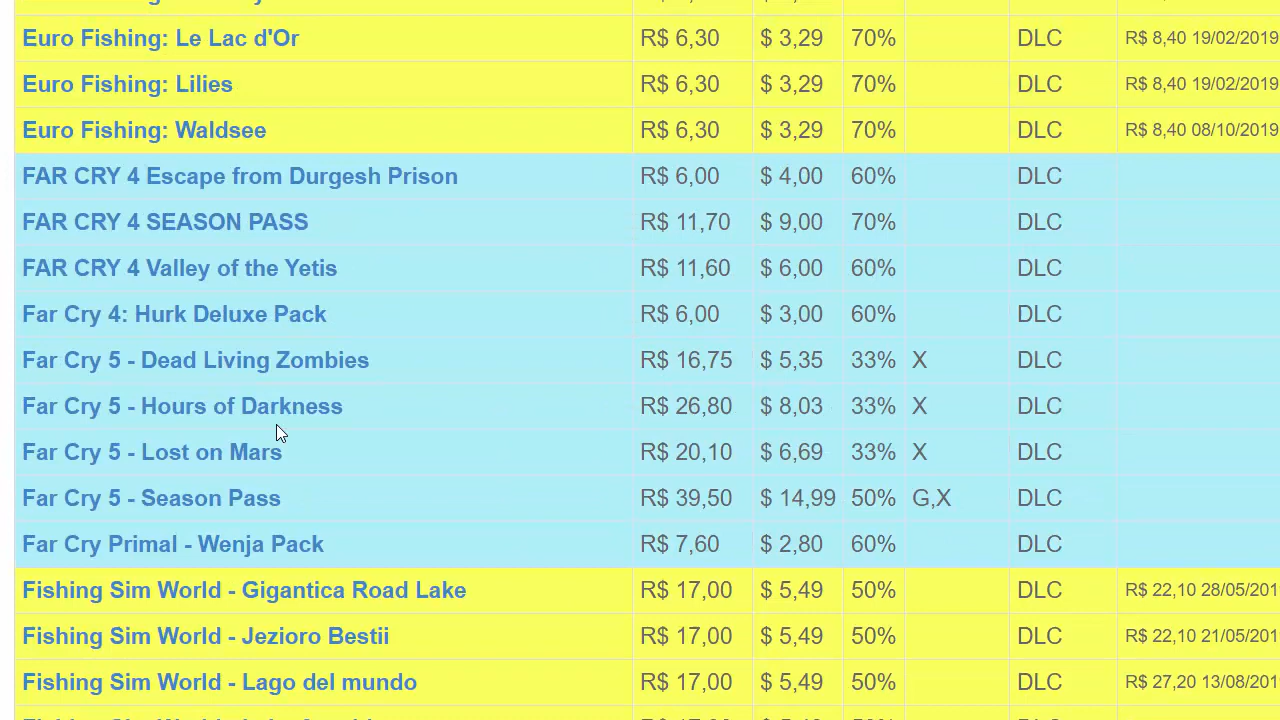 Euro Fishing: Le Lac d'Or R$ 6,30 $ 3,29 70% DLC R$ 8,40 19/02/2019
Euro Fishing: Lilies R$ 6,30 $ 3,29 70% DLC R$ 8,40 19/02/2019
Euro Fishing: Waldsee R$ 6,30 $ 3,29 70% DLC R$ 8,40 08/10/2019
FAR CRY 4 Escape from Durgesh Prison R$ 6,00 $ 4,00 60% DLC
FAR CRY 4 SEASON PASS R$ 11,70 $ 9,00 70% DLC
FAR CRY 4 Valley of the Yetis R$ 11,60 $ 6,00 60% DLC
Far Cry 4: Hurk Deluxe Pack R$ 6,00 $ 3,00 60% DLC
Far Cry 5 - Dead Living Zombies R$ 16,75 $ 5,35 33% X DLC
Far Cry 5 - Hours of Darkness R$ 26,80 $ 8,03 33% X DLC
Far Cry 5 - Lost on Mars R$ 20,10 $ 6,69 33% X DLC
Far Cry 5 - Season Pass R$ 39,50 $ 14,99 50% G,X DLC
Far Cry Primal - Wenja Pack R$ 7,60 $ 2,80 60% DLC
Fishing Sim World - Gigantica Road Lake R$ 17,00 $ 5,49 50% DLC R$ 22,10 28/05/201
Fishing Sim World - Jezioro Bestii R$ 17,00 $ 5,49 50% DLC R$ 22,10 21/05/201
Fishing Sim World - Lago del mundo R$ 17,00 $ 5,49 50% DLC R$ 27,20 13/08/201